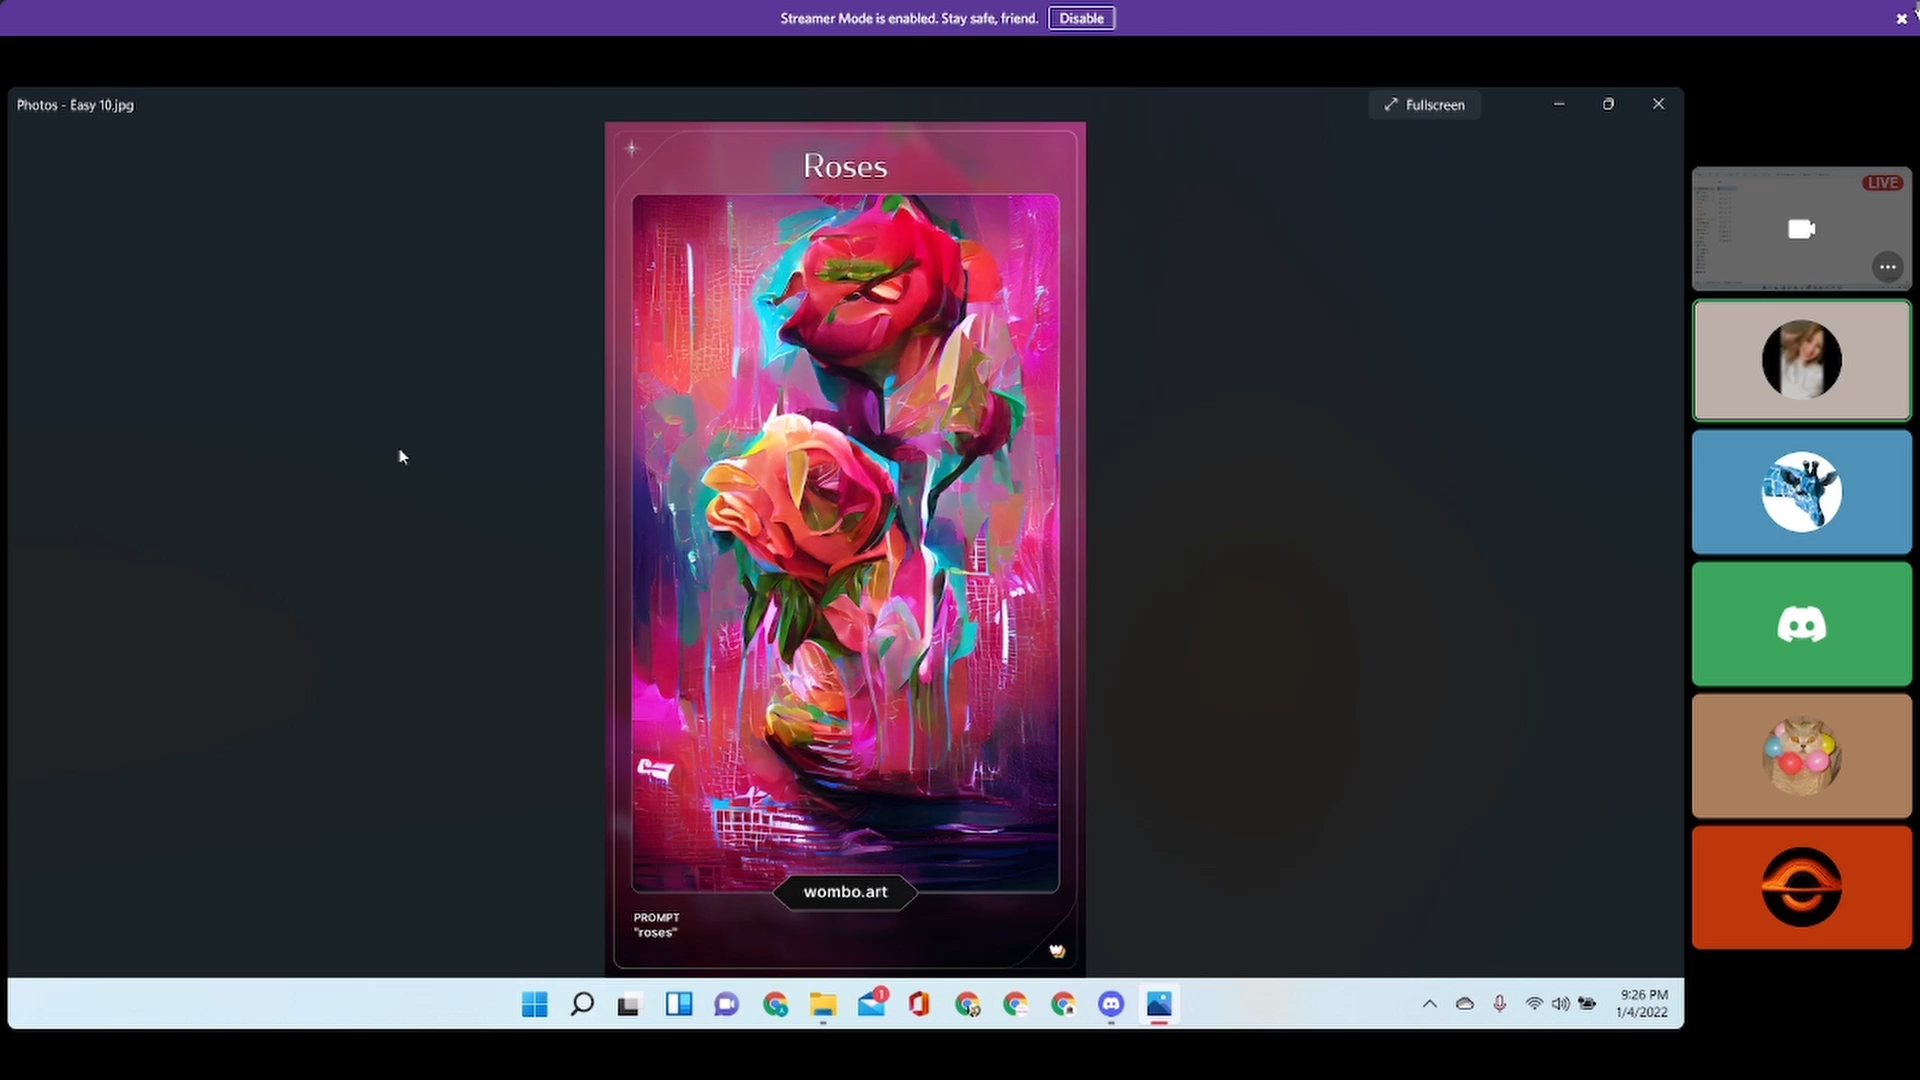 Streamer Mode is enabled. Stay safe, friend.
Disable
Photos - Easy 10.jpg
Fullscreen
Roses
LIVE
wombo.art
PROMPT
"roses"
1
9:26 PM
1/4/2022